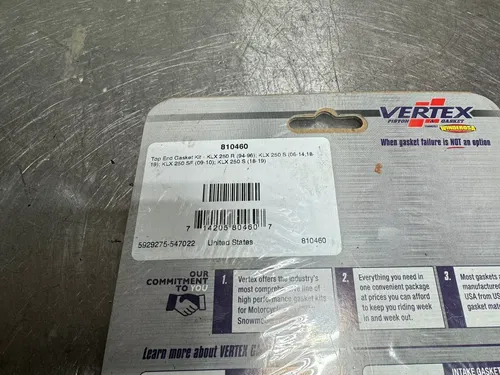 VERTEX
PISTON AND GASKET
WINDEROSA
When gasket failure is NOT an option
810460
Top End Gasket Kit - KLX 250 R (94-96); KLX 250 S (06-14,18-
19); KLX 250 SF (09-10); KLX 250 S (18-19)
7 14205 80460 7
5929275-547022 United States 810460
OUR
COMMITMENT
TO YOU
1. Vertex offers the industry's
most comprehensive line of
high performance gasket kits
for Motorcycle
Snowmo
2. Everything you need in
one convenient package
at prices you can afford
to keep you riding week
in and week out.
3. Most gaskets a
manufactured
USA from US
gasket mate
Learn more about VERTEX G
INTAKE GASKET